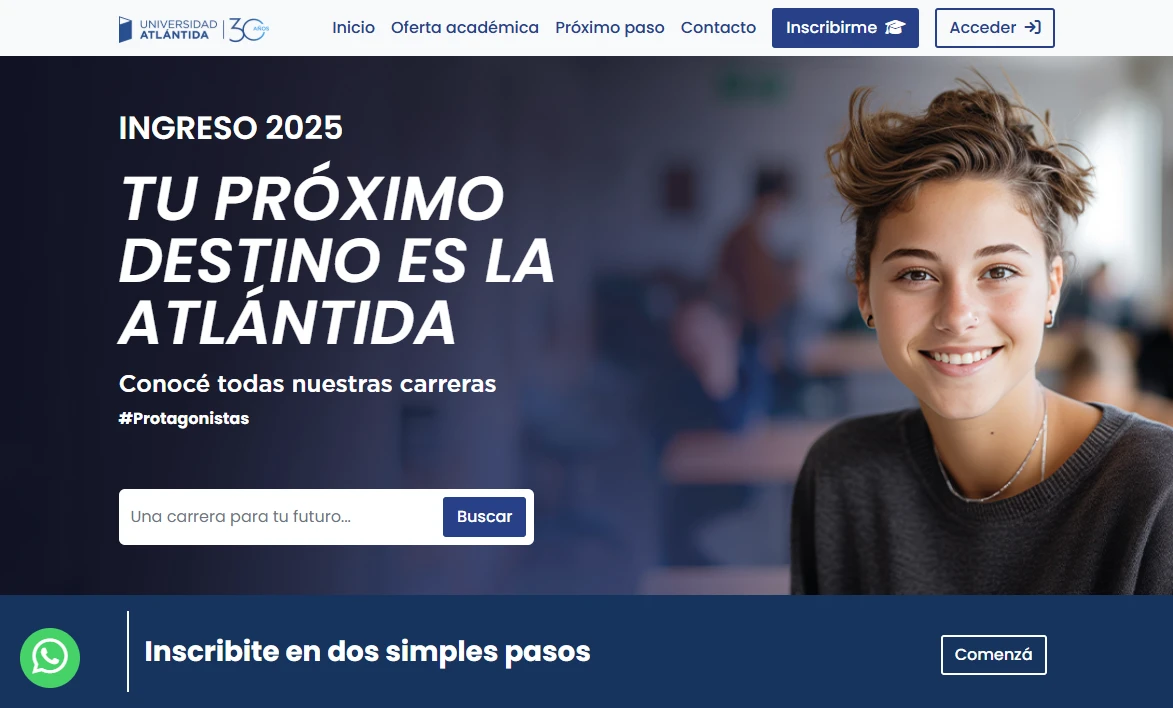 UNIVERSIDAD
ATLÁNTIDA
30 AÑOS
Inicio
Oferta académica
Próximo paso
Contacto
Inscribirme
Acceder
INGRESO 2025
TU PRÓXIMO
DESTINO ES LA
ATLÁNTIDA
Conocé todas nuestras carreras
#Protagonistas
Una carrera para tu futuro...
Buscar
Inscribite en dos simples pasos
Comenzá